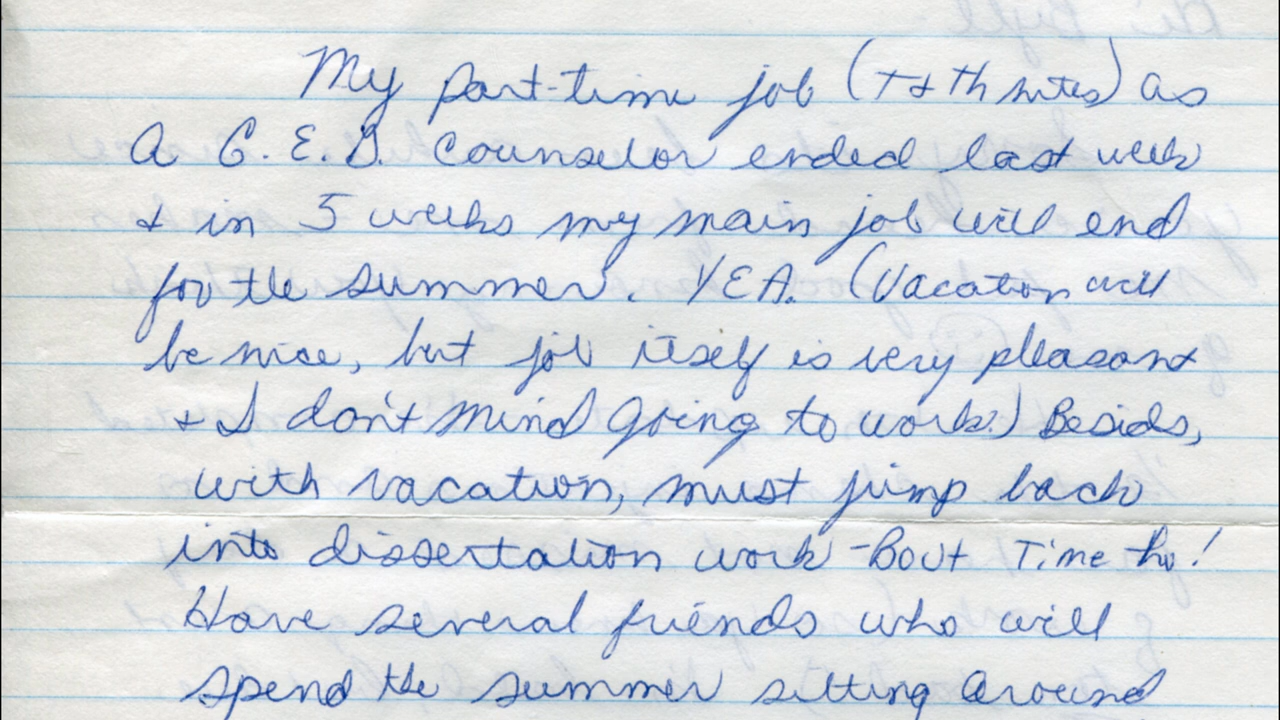 My part-time job (T & Th nites) as
a G.E.D. Counselor ended last week
& in 5 weeks my main job will end
for the summer. YEA. (Vacation will
be nice, but job itself is very pleasant
& I don't mind going to work.) Besids,
with vacation, must jump back
into dissertation work - Bout Time tho!
Have several friends who will
spend the summer sitting around